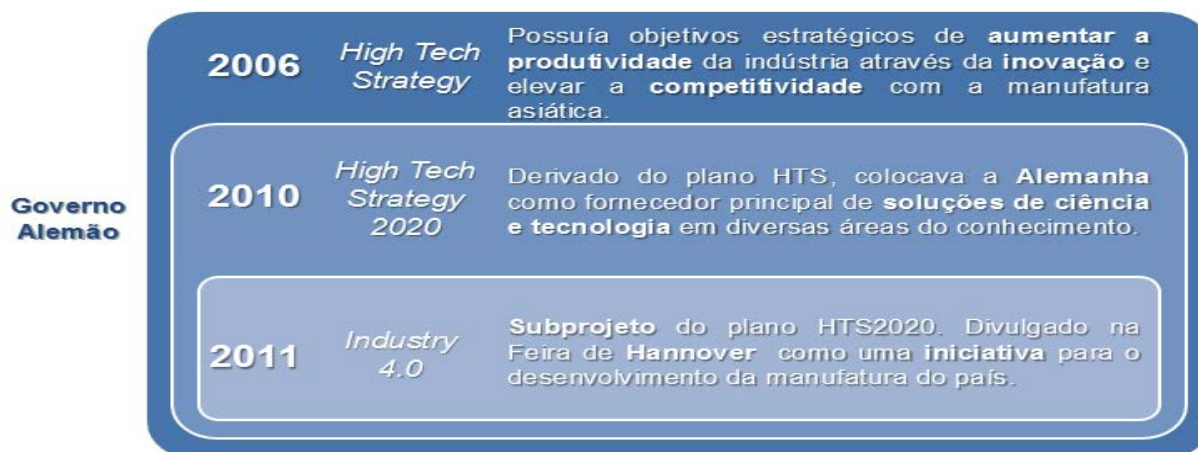 Governo
Alemão
2006
High Tech
Strategy
Possuía objetivos estratégicos de aumentar a
produtividade da indústria através da inovação e
elevar a competitividade com a manufatura
asiática.
2010
High Tech
Strategy
2020
Derivado do plano HTS, colocava a Alemanha
como fornecedor principal de soluções de ciência
e tecnologia em diversas áreas do conhecimento.
2011
Industry
4.0
Subprojeto do plano HTS2020. Divulgado na
Feira de Hannover como uma iniciativa para o
desenvolvimento da manufatura do país.